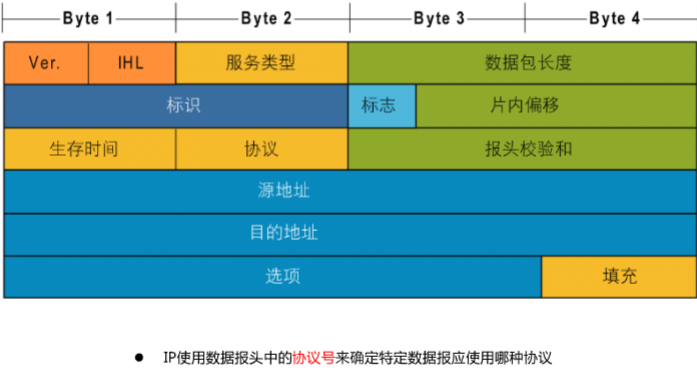 Byte 1 Byte 2 Byte 3 Byte 4
Ver. IHL 服务类型 数据包长度
标识 标志 片内偏移
生存时间 协议 报头校验和
源地址
目的地址
选项 填充
● IP使用数据报头中的协议号来确定特定数据报应使用哪种协议